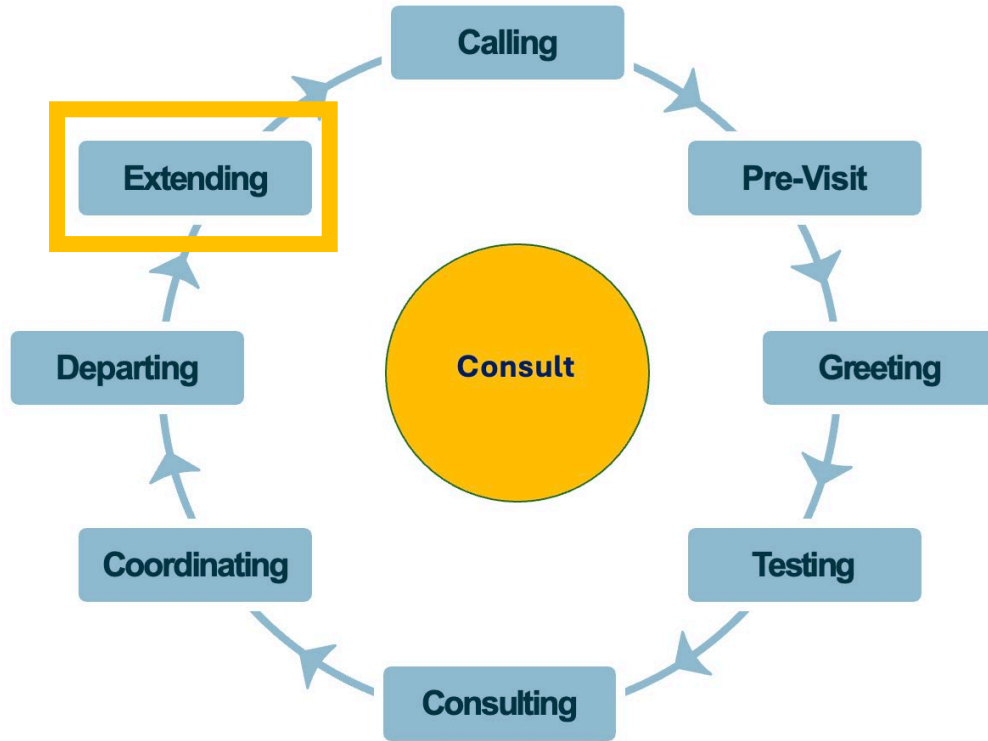 Calling
Extending
Pre-Visit
Consult
Departing
Greeting
Coordinating
Testing
Consulting